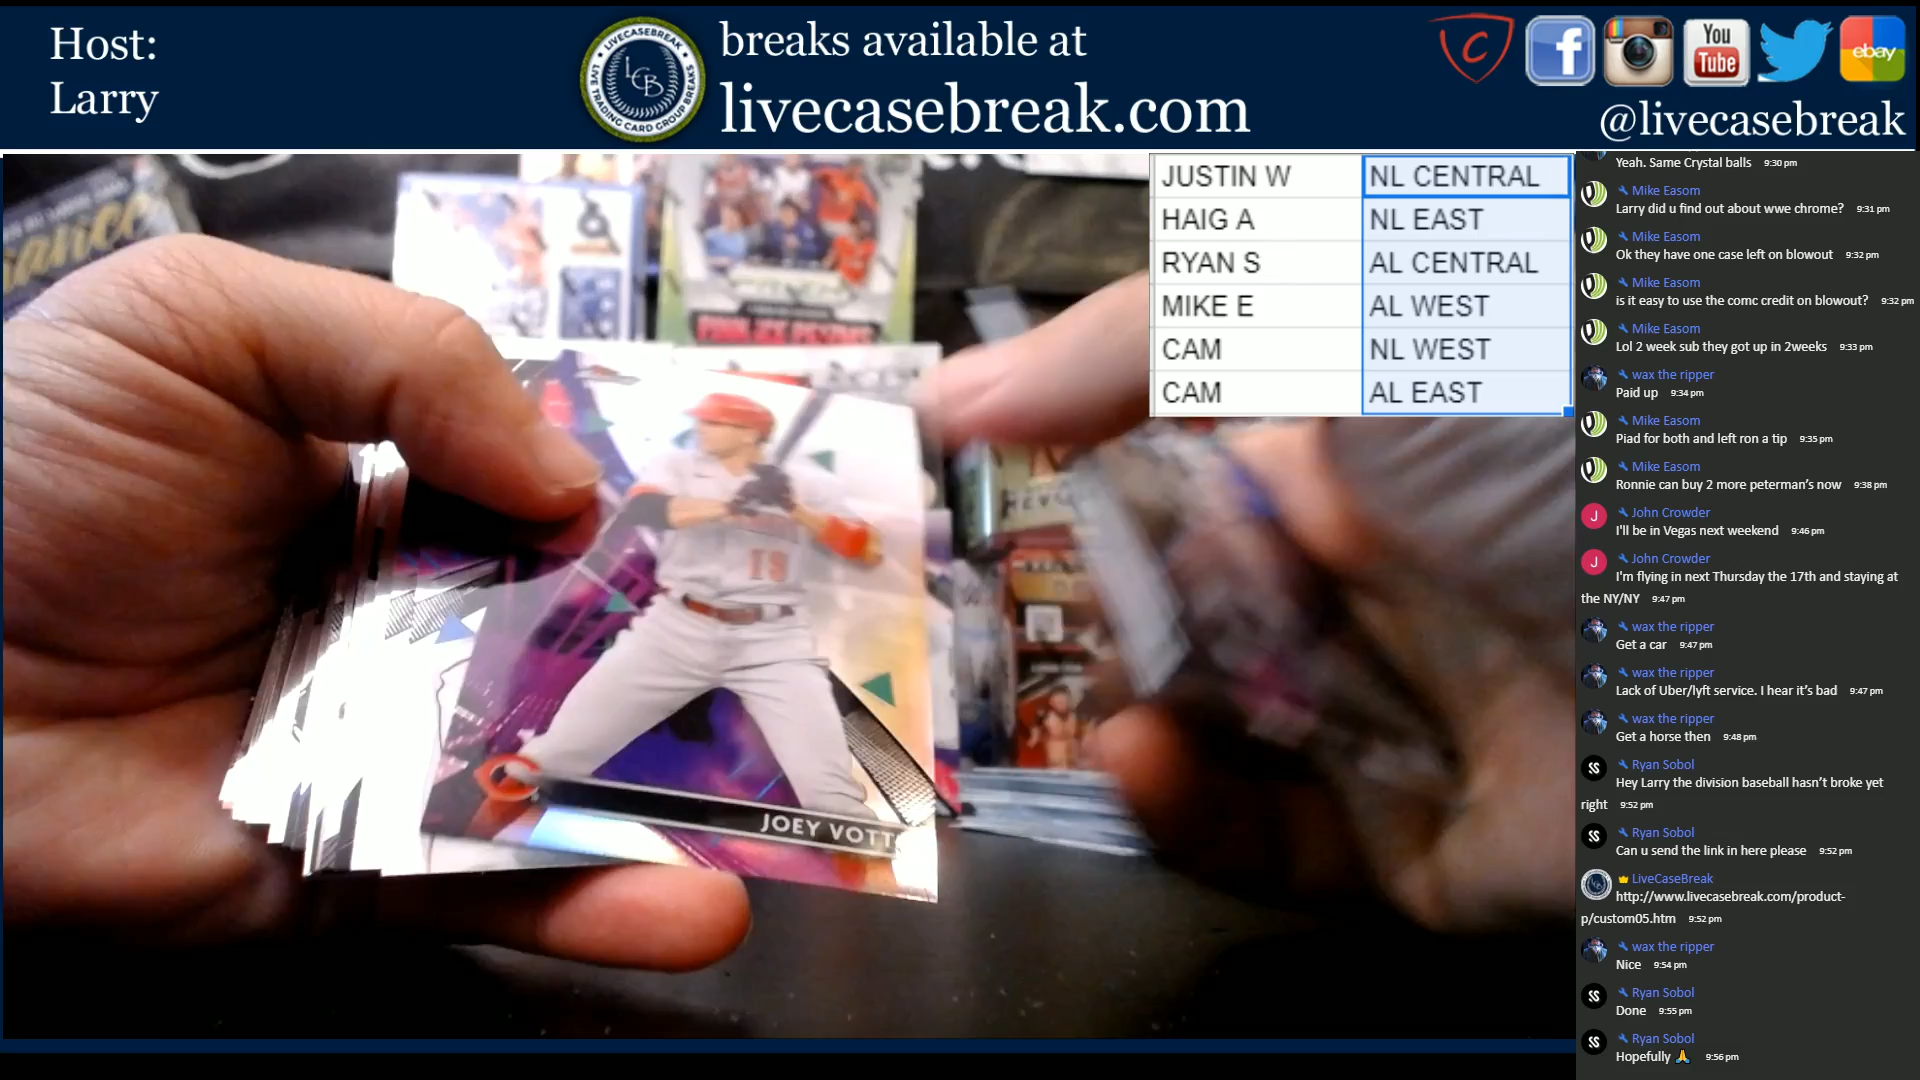 Host:
Larry
LIVECASEBREAK
LCB
LIVE TRADING CARD GROUP BREAKS
breaks available at
livecasebreak.com
C
f
You
Tube
ebay
@livecasebreak
JUSTIN W NL CENTRAL
HAIG A NL EAST
RYAN S AL CENTRAL
MIKE E AL WEST
CAM NL WEST
CAM AL EAST
19
JOEY VOTT
Yeah. Same Crystal balls 9:30 pm
Mike Easom
Larry did u find out about wwe chrome? 9:31 pm
Mike Easom
Ok they have one case left on blowout 9:32 pm
Mike Easom
is it easy to use the comc credit on blowout? 9:32 pm
Mike Easom
Lol 2 week sub they got up in 2weeks 9:33 pm
wax the ripper
Paid up 9:34 pm
Mike Easom
Piad for both and left ron a tip 9:35 pm
Mike Easom
Ronnie can buy 2 more peterman's now 9:38 pm
J John Crowder
I'll be in Vegas next weekend 9:46 pm
J John Crowder
I'm flying in next Thursday the 17th and staying at
the NY/NY 9:47 pm
wax the ripper
Get a car 9:47 pm
wax the ripper
Lack of Uber/lyft service. I hear it's bad 9:47 pm
wax the ripper
Get a horse then 9:48 pm
Ryan Sobol
Hey Larry the division baseball hasn't broke yet
right 9:52 pm
Ryan Sobol
Can u send the link in here please 9:52 pm
LiveCaseBreak
http://www.livecasebreak.com/product-
p/custom05.htm 9:52 pm
wax the ripper
Nice 9:54 pm
Ryan Sobol
Done 9:55 pm
Ryan Sobol
Hopefully 🙏 9:56 pm